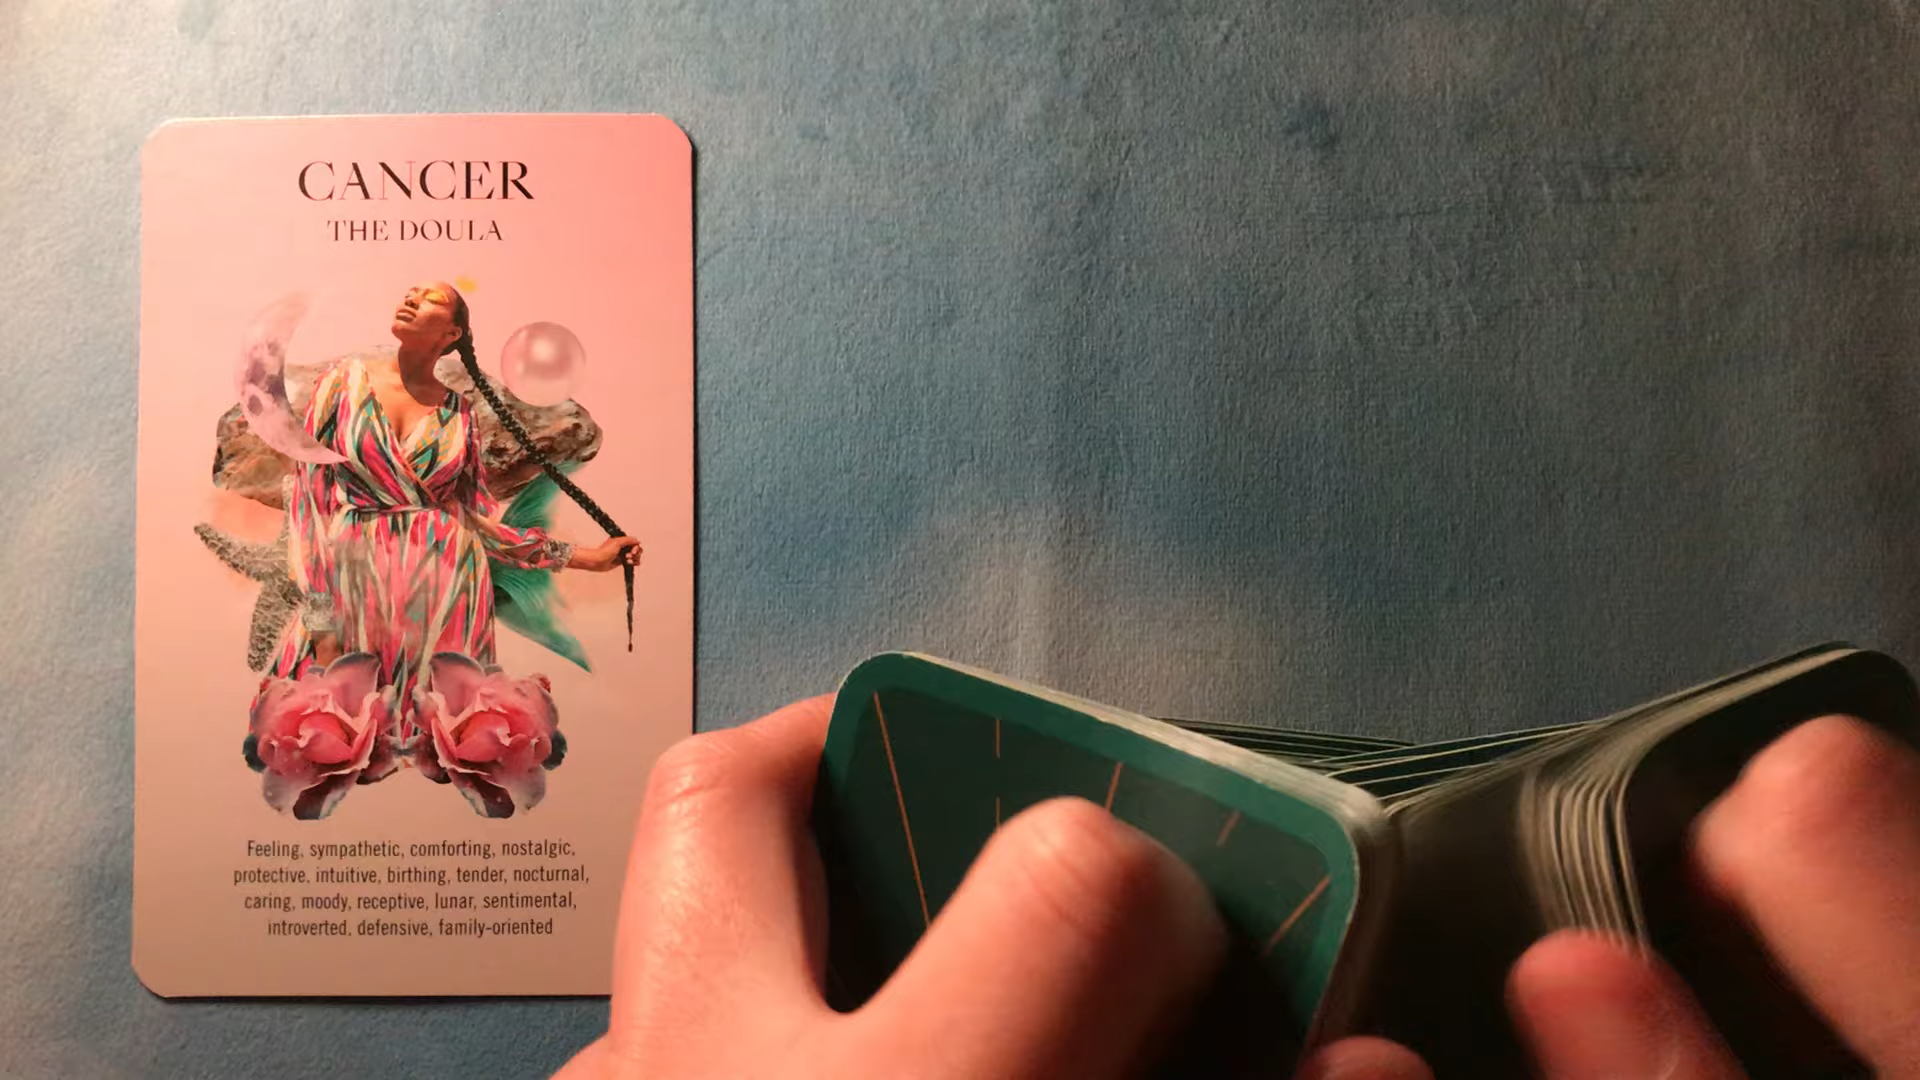 CANCER
THE DOULA
Feeling, sympathetic, comforting, nostalgic,
protective, intuitive, birthing, tender, nocturnal,
caring, moody, receptive, lunar, sentimental,
introverted, defensive, family-oriented